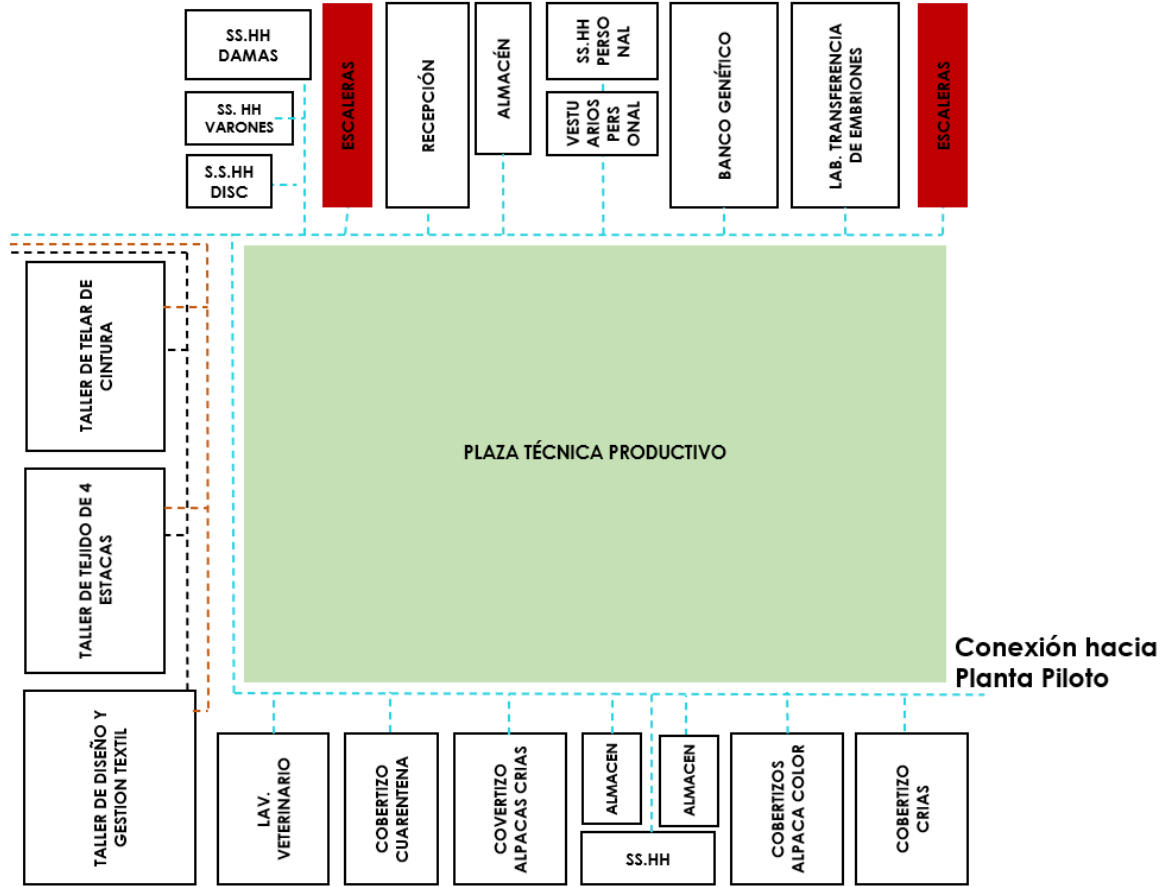 SS.HH
DAMAS
SS. HH
VARONES
S.S.HH
DISC
ESCALERAS
RECEPCIÓN
ALMACÉN
SS.HH
PERSO
NAL
VESTU
ARIOS
PERS
ONAL
BANCO GENÉTICO
LAB. TRANSFERENCIA
DE EMBRIONES
ESCALERAS
TALLER DE TELAR DE
CINTURA
TALLER DE TEJIDO DE 4
ESTACAS
TALLER DE DISEÑO Y
GESTION TEXTIL
PLAZA TÉCNICA PRODUCTIVO
Conexión hacia
Planta Piloto
LAV.
VETERINARIO
COBERTIZO
CUARENTENA
COVERTIZO
ALPACAS CRIAS
ALMACEN
ALMACEN
SS.HH
COBERTIZOS
ALPACA COLOR
COBERTIZO
CRIAS